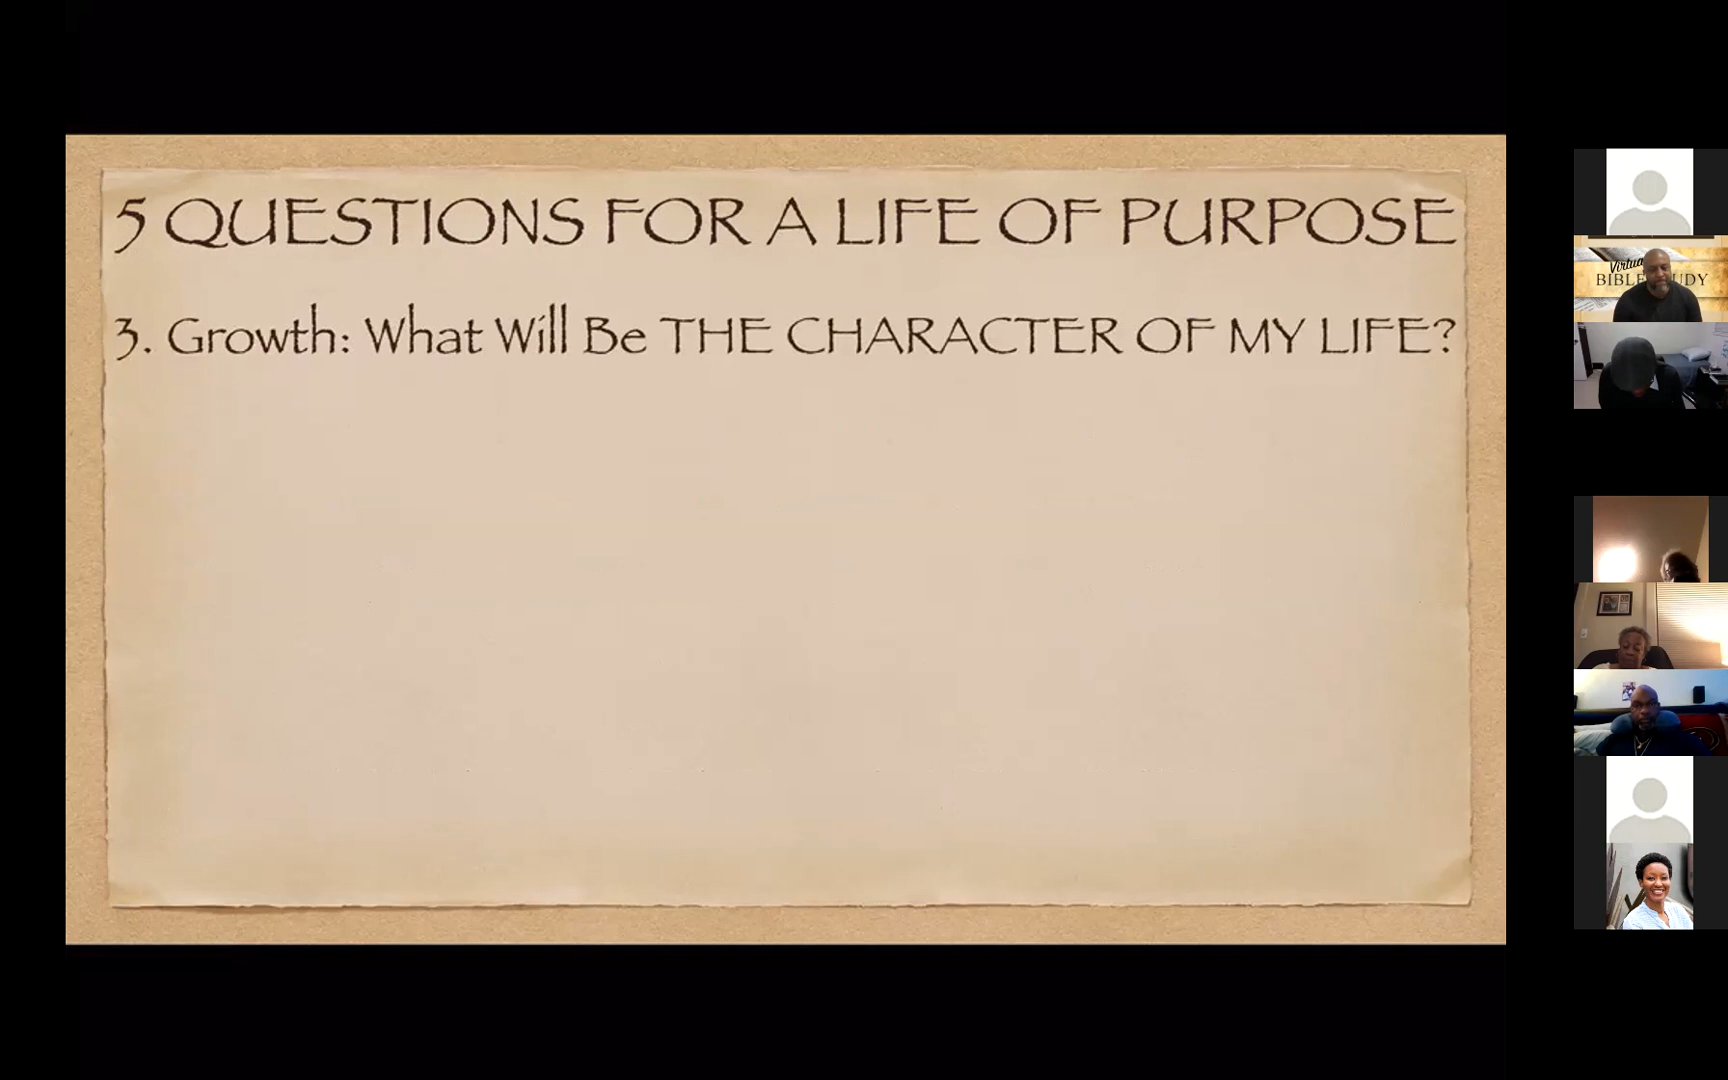 5 QUESTIONS FOR A LIFE OF PURPOSE
3. Growth: What Will Be THE CHARACTER OF MY LIFE?